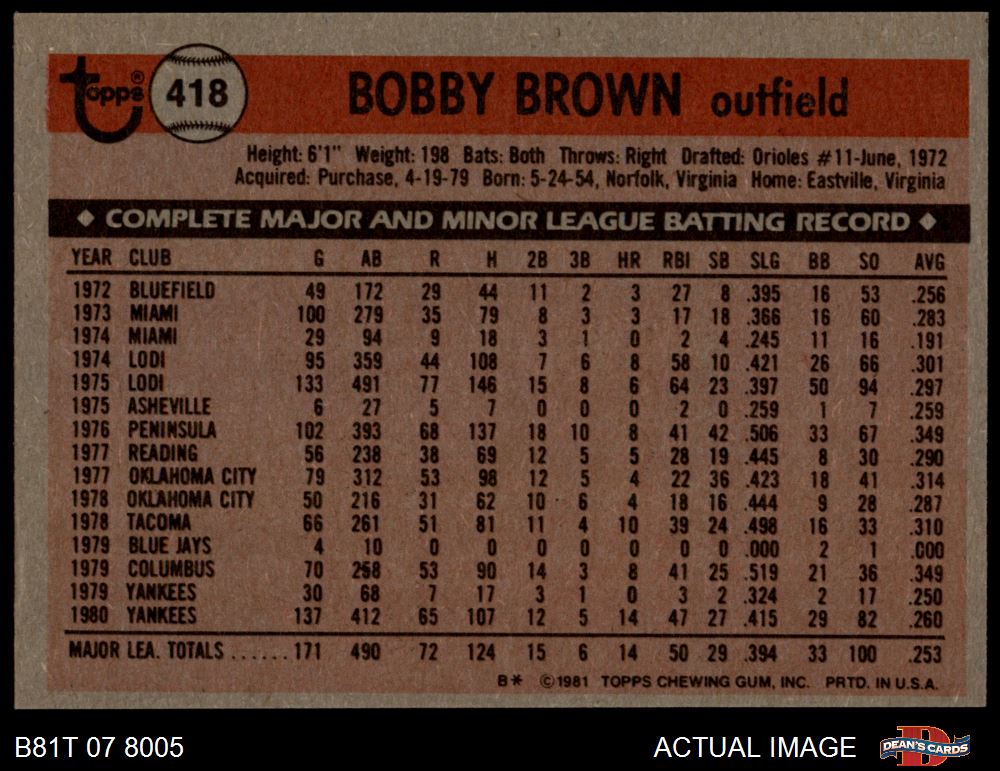 topps® 418 BOBBY BROWN outfield
Height: 6'1" Weight: 198 Bats: Both Throws: Right Drafted: Orioles #11-June, 1972
Acquired: Purchase, 4-19-79 Born: 5-24-54, Norfolk, Virginia Home: Eastville, Virginia
◆ COMPLETE MAJOR AND MINOR LEAGUE BATTING RECORD ◆
YEAR CLUB G AB R H 2B 3B HR RBI SB SLG BB SO AVG
1972 BLUEFIELD 49 172 29 44 11 2 3 27 8 .395 16 53 .256
1973 MIAMI 100 279 35 79 8 3 3 17 18 .366 16 60 .283
1974 MIAMI 29 94 9 18 3 1 0 2 4 .245 11 16 .191
1974 LODI 95 359 44 108 7 6 8 58 10 .421 26 66 .301
1975 LODI 133 491 77 146 15 8 6 64 23 .397 50 94 .297
1975 ASHEVILLE 6 27 5 7 0 0 0 2 0 .259 1 7 .259
1976 PENINSULA 102 393 68 137 18 10 8 41 42 .506 33 67 .349
1977 READING 56 238 38 69 12 5 5 28 19 .445 8 30 .290
1977 OKLAHOMA CITY 79 312 53 98 12 5 4 22 36 .423 18 41 .314
1978 OKLAHOMA CITY 50 216 31 62 10 6 4 18 16 .444 9 28 .287
1978 TACOMA 66 261 51 81 11 4 10 39 24 .498 16 33 .310
1979 BLUE JAYS 4 10 0 0 0 0 0 0 0 .000 2 1 .000
1979 COLUMBUS 70 258 53 90 14 3 8 41 25 .519 21 36 .349
1979 YANKEES 30 68 7 17 3 1 0 3 2 .324 2 17 .250
1980 YANKEES 137 412 65 107 12 5 14 47 27 .415 29 82 .260
MAJOR LEA. TOTALS ...... 171 490 72 124 15 6 14 50 29 .394 33 100 .253
B* ©1981 TOPPS CHEWING GUM, INC. PRTD. IN U.S.A.
B81T 07 8005 ACTUAL IMAGE D DEAN'S CARDS